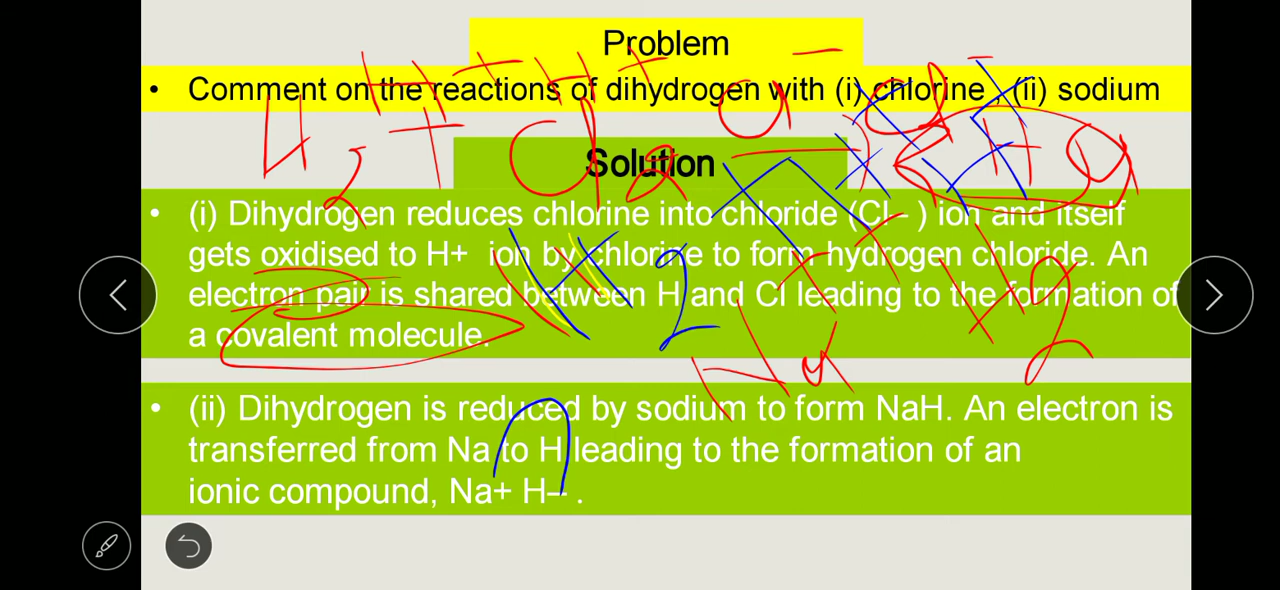 Problem
• Comment on the reactions of dihydrogen with (i) chlorine , (ii) sodium
Solution
• (i) Dihydrogen reduces chlorine into chloride (Cl– ) ion and itself
gets oxidised to H+ ion by chlorine to form hydrogen chloride. An
electron pair is shared between H and Cl leading to the formation of
a covalent molecule.
• (ii) Dihydrogen is reduced by sodium to form NaH. An electron is
transferred from Na to H leading to the formation of an
ionic compound, Na+ H– .